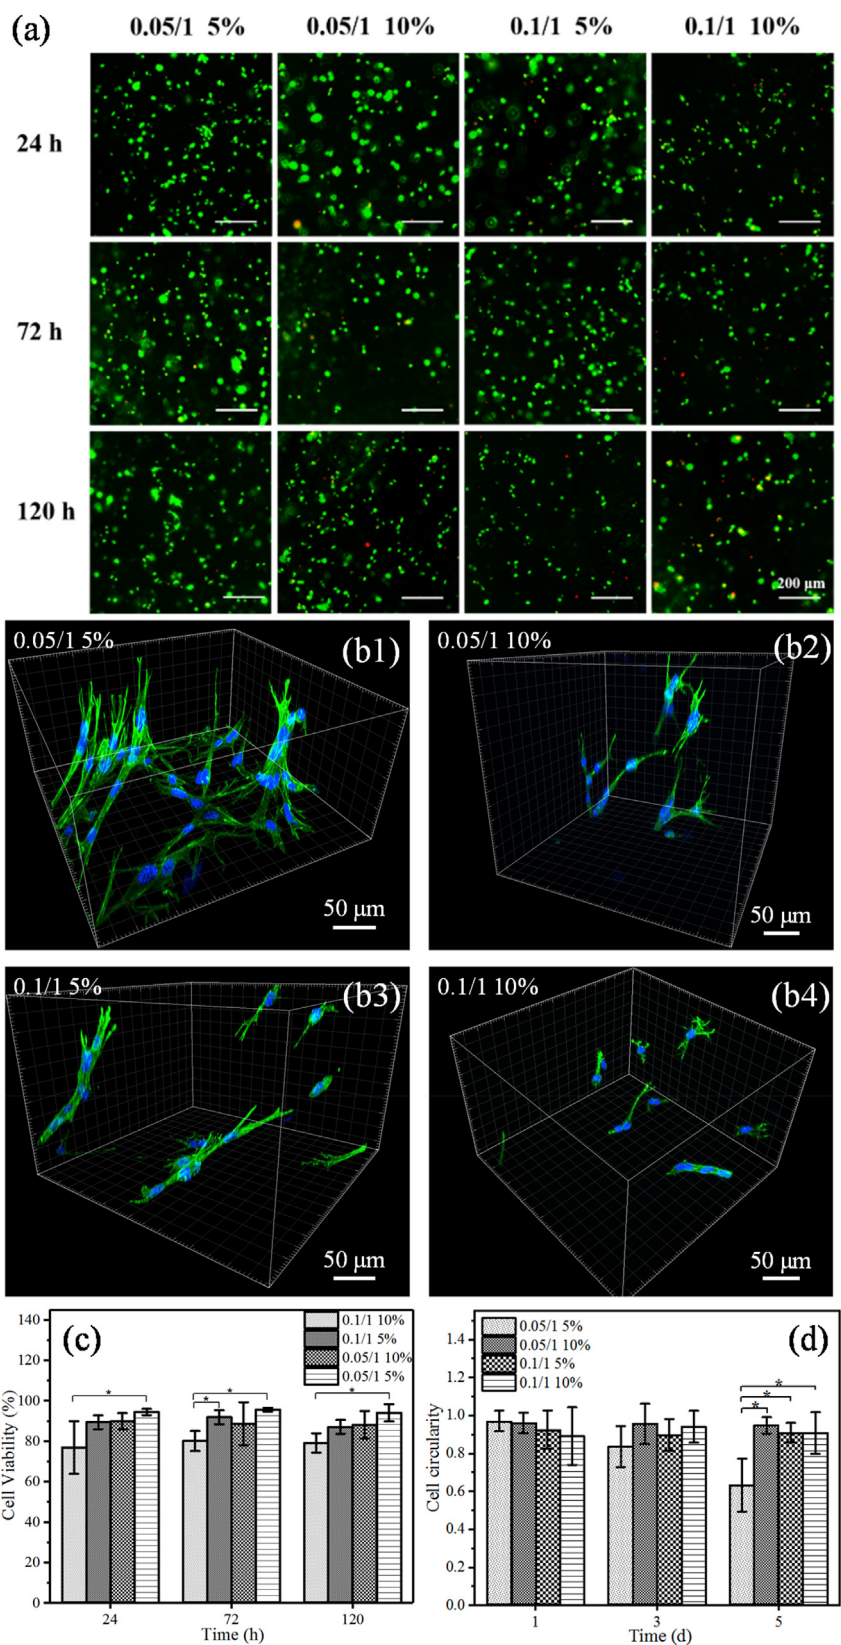 (a)
0.05/1 5% 0.05/1 10% 0.1/1 5% 0.1/1 10%
24 h
72 h
120 h
200 μm
0.05/1 5%
(b1)
50 μm
0.05/1 10%
(b2)
50 μm
0.1/1 5%
(b3)
50 μm
0.1/1 10%
(b4)
50 μm
(c)
0.1/1 10%
0.1/1 5%
0.05/1 10%
0.05/1 5%
Cell Viability (%)
140
120
100
80
60
40
20
0
* * * *
24 72 120
Time (h)
(d)
0.05/1 5%
0.05/1 10%
0.1/1 5%
0.1/1 10%
Cell circularity
1.4
1.2
1.0
0.8
0.6
0.4
0.2
0.0
*
*
*
1 3 5
Time (d)